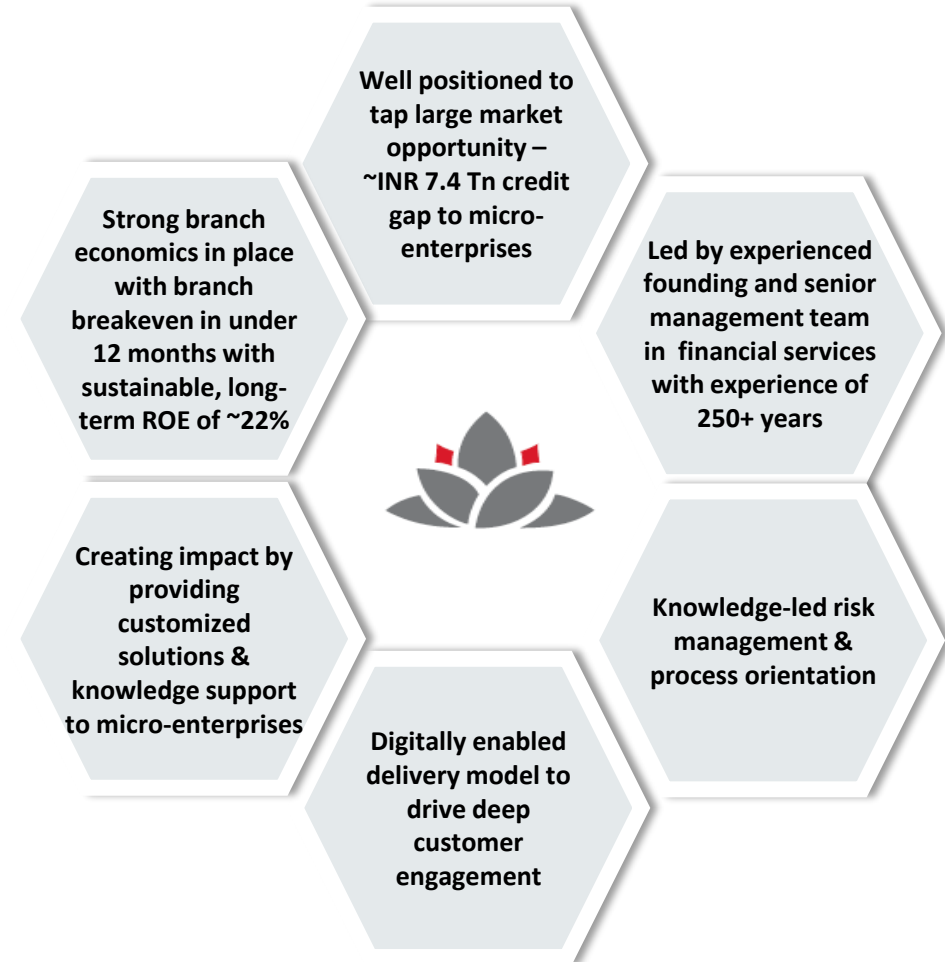 Well positioned to
tap large market
opportunity –
~INR 7.4 Tn credit
gap to micro-
enterprises
Strong branch
economics in place
with branch
breakeven in under
12 months with
sustainable, long-
term ROE of ~22%
Led by experienced
founding and senior
management team
in financial services
with experience of
250+ years
Creating impact by
providing
customized
solutions &
knowledge support
to micro-enterprises
Knowledge-led risk
management &
process orientation
Digitally enabled
delivery model to
drive deep
customer
engagement